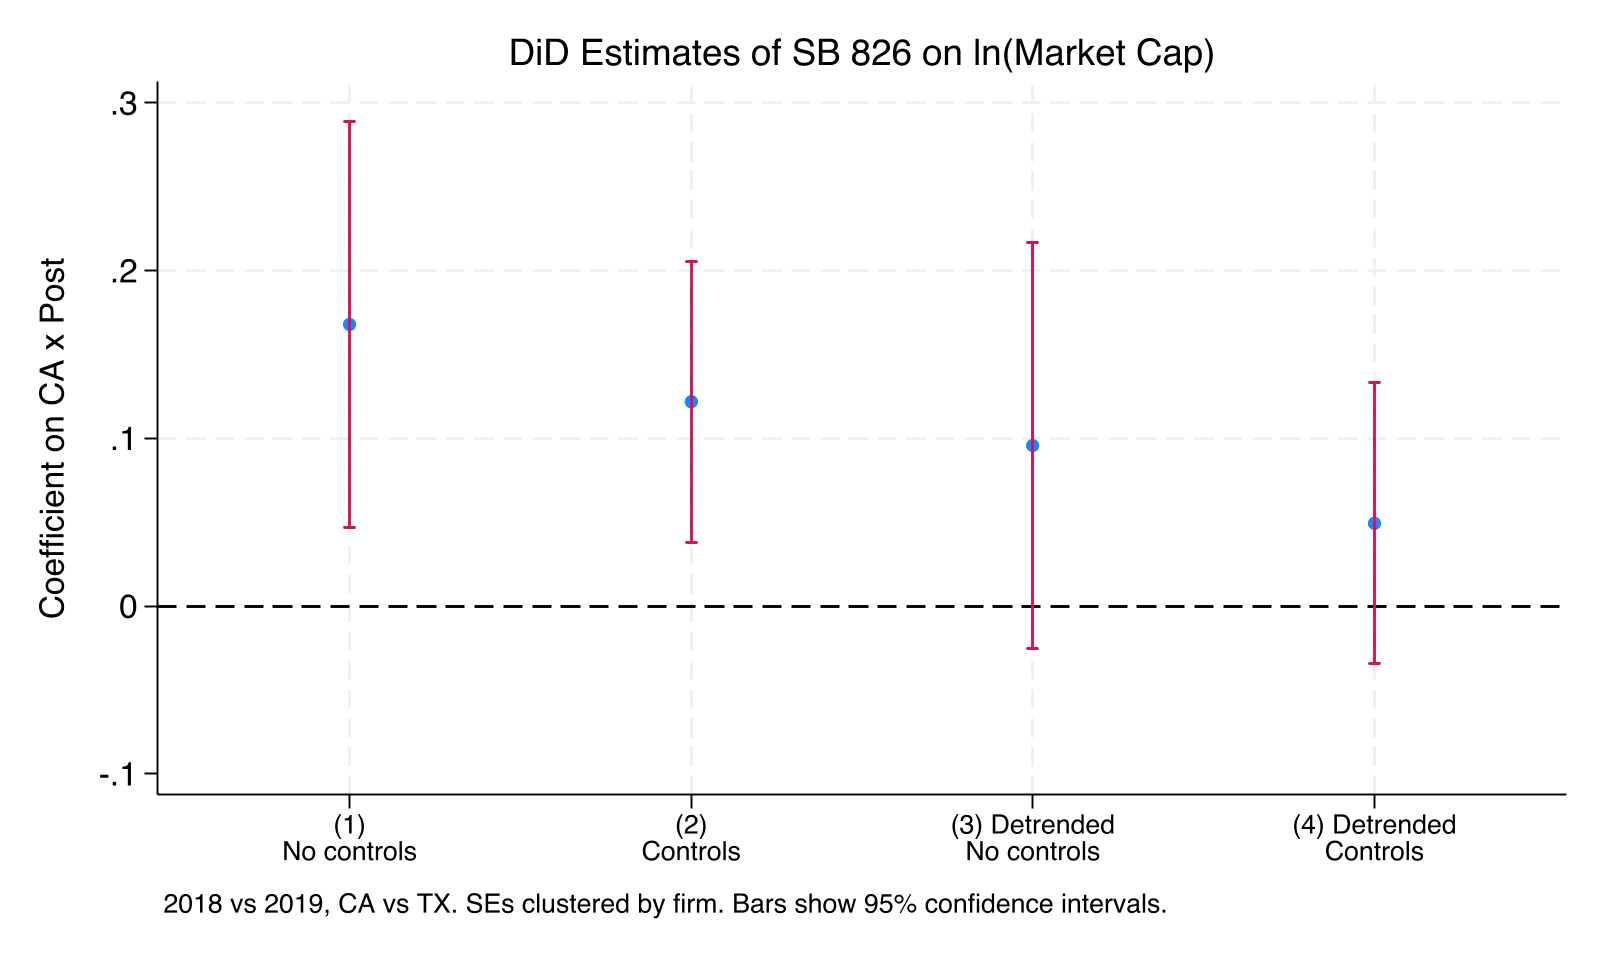 DiD Estimates of SB 826 on ln(Market Cap)
Coefficient on CA x Post
.3
.2
.1
0
-.1
(1)
No controls
(2)
Controls
(3) Detrended
No controls
(4) Detrended
Controls
2018 vs 2019, CA vs TX. SEs clustered by firm. Bars show 95% confidence intervals.